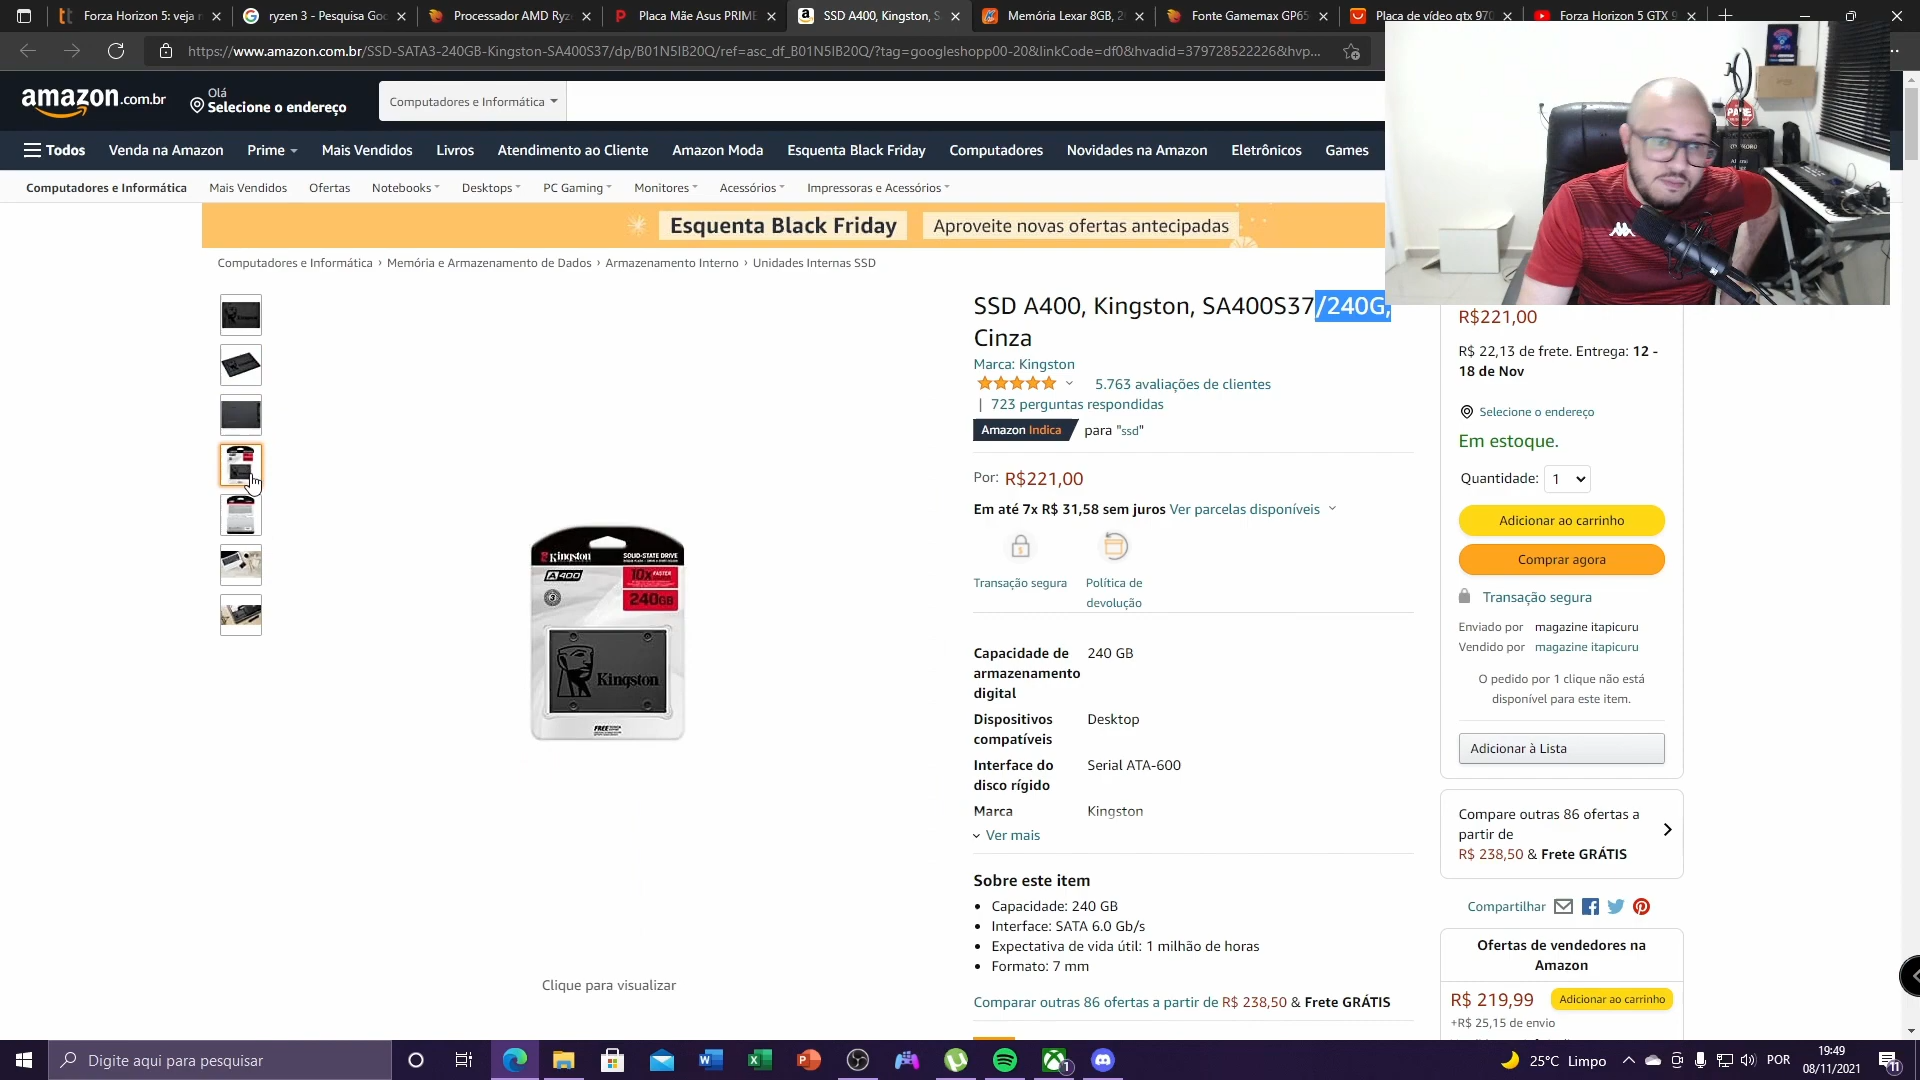 Forza Horizon 5: veja r
ryzen 3 - Pesquisa Goo
Processador AMD Ryze
Placa Mãe Asus PRIME
SSD A400, Kingston, S
Memória Lexar 8GB, 2
Fonte Gamemax GP65
Placa de vídeo gtx 970
Forza Horizon 5 GTX 9
https://www.amazon.com.br/SSD-SATA3-240GB-Kingston-SA400S37/dp/B01N5IB20Q/ref=asc_df_B01N5IB20Q/?tag=googleshopp00-20&linkCode=df0&hvadid=379728522226&hvp...
amazon.com.br
Olá
Selecione o endereço
Computadores e Informática
Todos
Venda na Amazon
Prime
Mais Vendidos
Livros
Atendimento ao Cliente
Amazon Moda
Esquenta Black Friday
Computadores
Novidades na Amazon
Eletrônicos
Games
Computadores e Informática
Mais Vendidos
Ofertas
Notebooks
Desktops
PC Gaming
Monitores
Acessórios
Impressoras e Acessórios
Esquenta Black Friday
Aproveite novas ofertas antecipadas
Computadores e Informática › Memória e Armazenamento de Dados › Armazenamento Interno › Unidades Internas SSD
SSD A400, Kingston, SA400S37/240G,
Cinza
Marca: Kingston
5.763 avaliações de clientes
| 723 perguntas respondidas
Amazon Indica para "ssd"
Por: R$221,00
Em até 7x R$ 31,58 sem juros Ver parcelas disponíveis
Transação segura
Política de
devolução
Capacidade de
armazenamento
digital
240 GB
Dispositivos
compatíveis
Desktop
Interface do
disco rígido
Serial ATA-600
Marca
Kingston
Ver mais
Sobre este item
• Capacidade: 240 GB
• Interface: SATA 6.0 Gb/s
• Expectativa de vida útil: 1 milhão de horas
• Formato: 7 mm
Comparar outras 86 ofertas a partir de R$ 238,50 & Frete GRÁTIS
Kingston
SOLID-STATE DRIVE
A400
10x FASTER
240GB
Kingston
FREE
Clique para visualizar
R$221,00
R$ 22,13 de frete. Entrega: 12 -
18 de Nov
Selecione o endereço
Em estoque.
Quantidade: 1
Adicionar ao carrinho
Comprar agora
Transação segura
Enviado por magazine itapicuru
Vendido por magazine itapicuru
O pedido por 1 clique não está
disponível para este item.
Adicionar à Lista
Compare outras 86 ofertas a
partir de
R$ 238,50 & Frete GRÁTIS
Compartilhar
Ofertas de vendedores na
Amazon
R$ 219,99
Adicionar ao carrinho
+R$ 25,15 de envio
PARE
Digite aqui para pesquisar
1
25°C Limpo
POR
19:49
08/11/2021
11